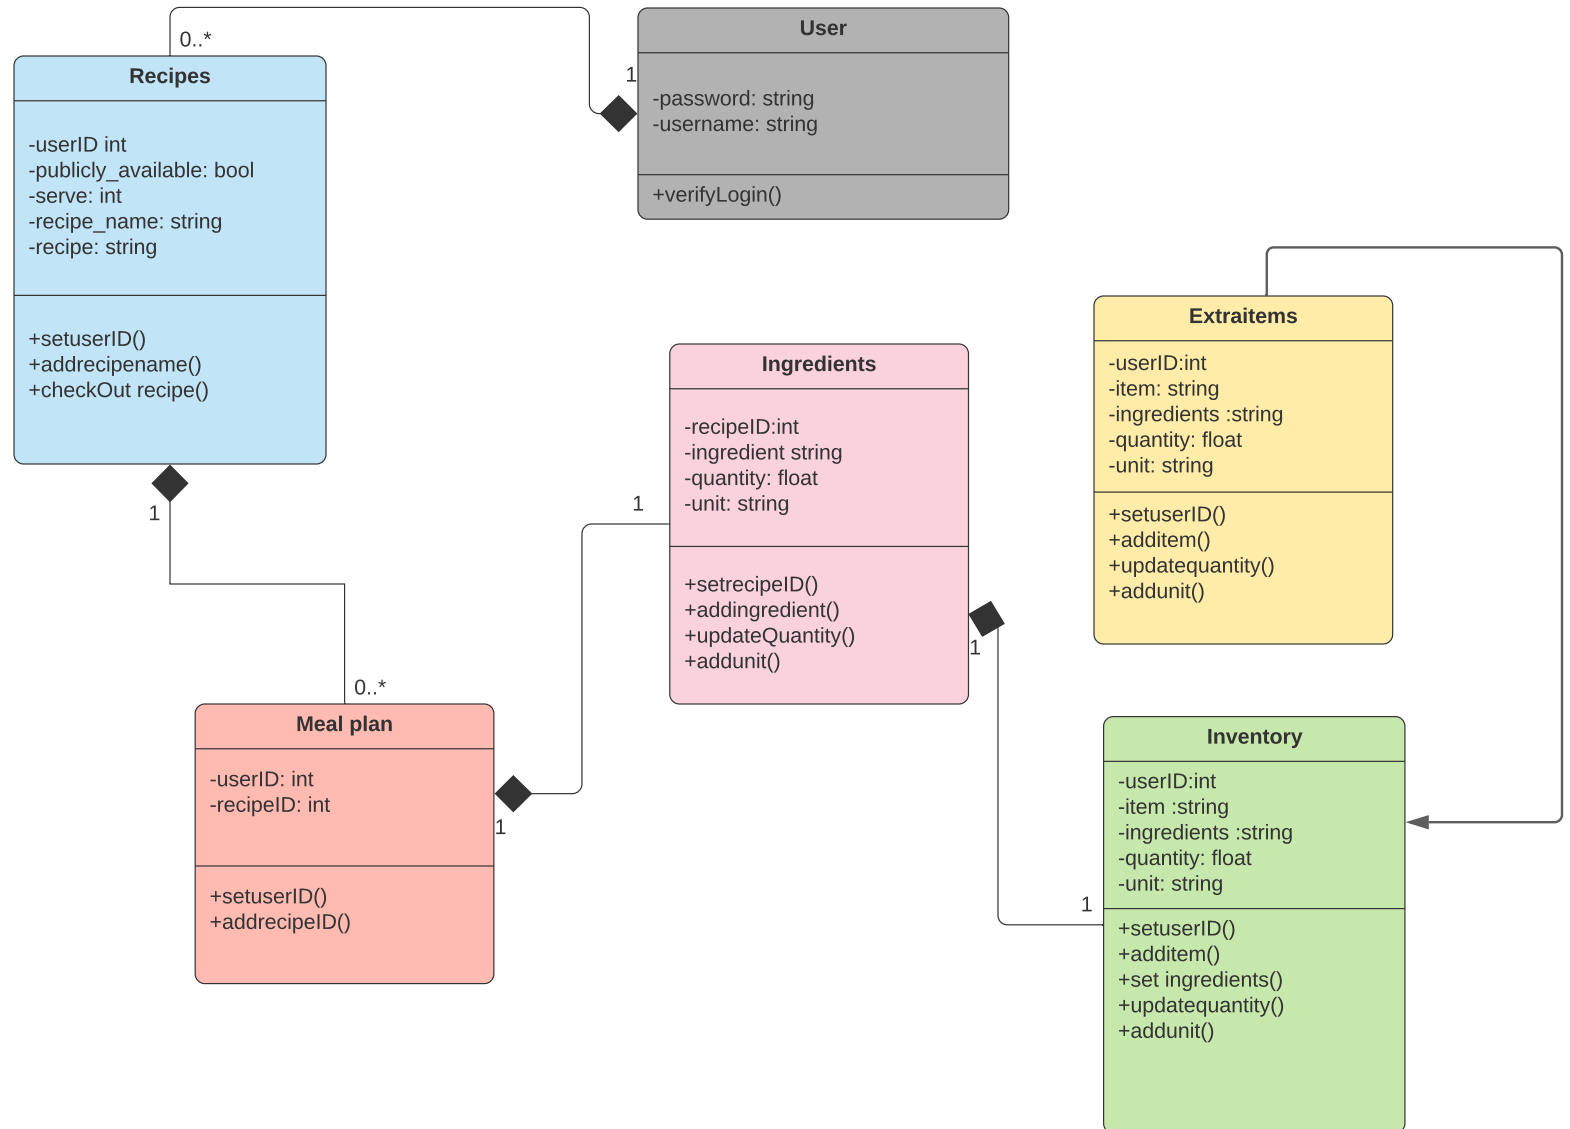 0..*
Recipes
-userID int
-publicly_available: bool
-serve: int
-recipe_name: string
-recipe: string
+setuserID()
+addrecipename()
+checkOut recipe()
1
User
1
-password: string
-username: string
+verifyLogin()
Extraitems
-userID:int
-item: string
-ingredients :string
-quantity: float
-unit: string
+setuserID()
+additem()
+updatequantity()
+addunit()
Ingredients
-recipeID:int
-ingredient string
-quantity: float
-unit: string
1
+setrecipeID()
+addingredient()
+updateQuantity()
+addunit()
1
0..*
Meal plan
-userID: int
-recipeID: int
1
+setuserID()
+addrecipeID()
Inventory
-userID:int
-item :string
-ingredients :string
-quantity: float
-unit: string
1
+setuserID()
+additem()
+set ingredients()
+updatequantity()
+addunit()